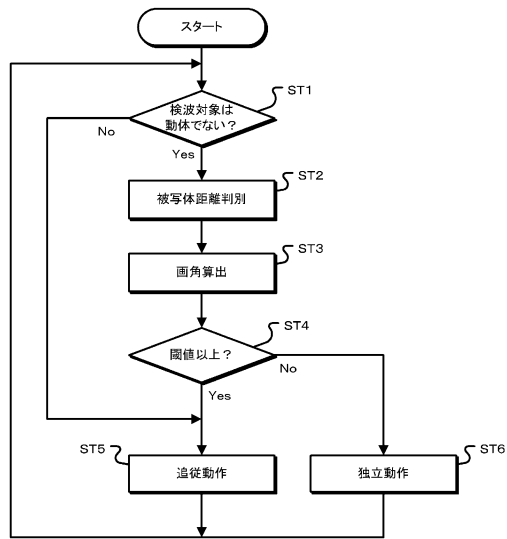 スタート
ST1
検波対象は
動体でない？
No
Yes
ST2
被写体距離判別
ST3
画角算出
ST4
閾値以上？
No
Yes
ST5
追従動作
ST6
独立動作